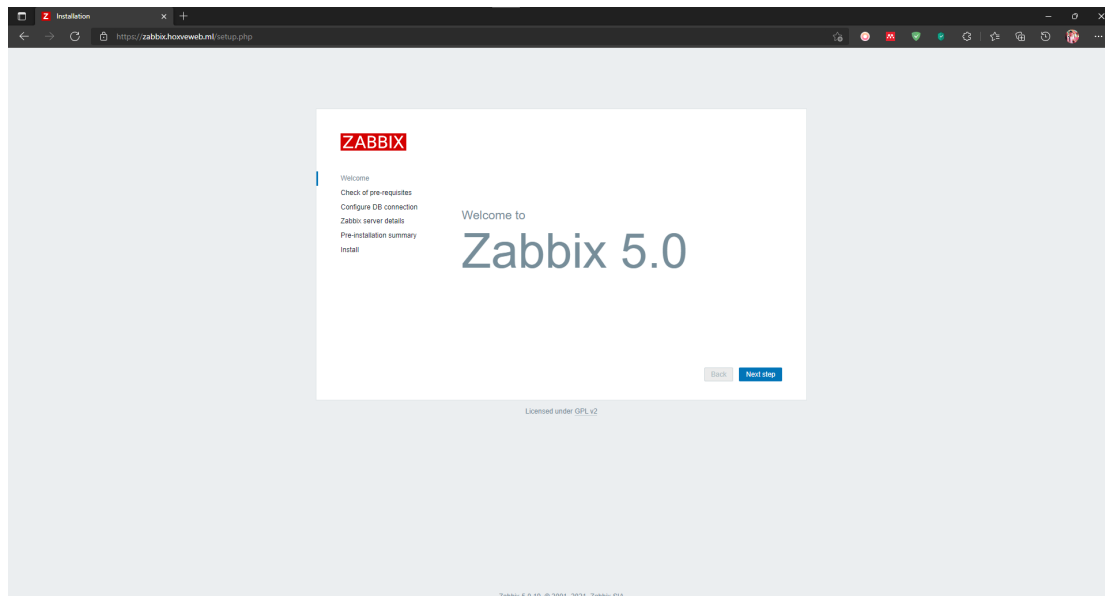 Installation
https://zabbix.hoxveweb.ml/setup.php
ZABBIX
Welcome
Check of pre-requisites
Configure DB connection
Zabbix server details
Pre-installation summary
Install
Welcome to
Zabbix 5.0
Back
Next step
Licensed under GPL v2